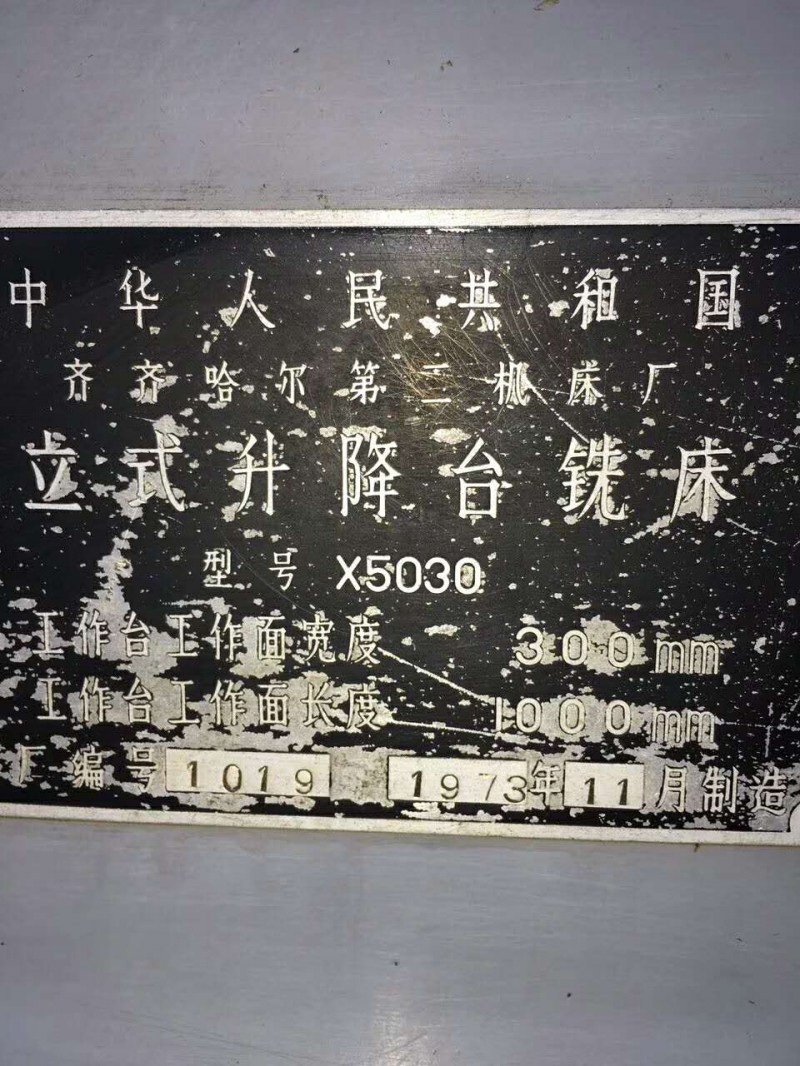 中华人民共和国
齐齐哈尔第二机床厂
立式升降台铣床
型号 X5030
工作台工作面宽度 300mm
工作台工作面长度 1000mm
厂编号 1019 1973年11月制造